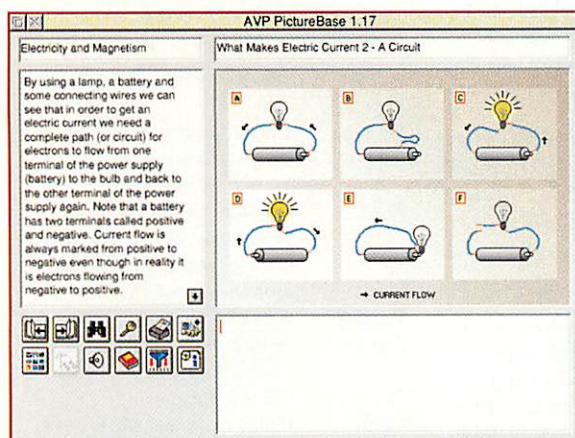 AVP PictureBase 1.17
Electricity and Magnetism
What Makes Electric Current 2 - A Circuit
By using a lamp, a battery and
some connecting wires we can
see that in order to get an
electric current we need a
complete path (or circuit) for
electrons to flow from one
terminal of the power supply
(battery) to the bulb and back to
the other terminal of the power
supply again. Note that a battery
has two terminals called positive
and negative. Current flow is
always marked from positive to
negative even though in reality it
is electrons flowing from
negative to positive.
A
B
C
D
E
F
→ CURRENT FLOW